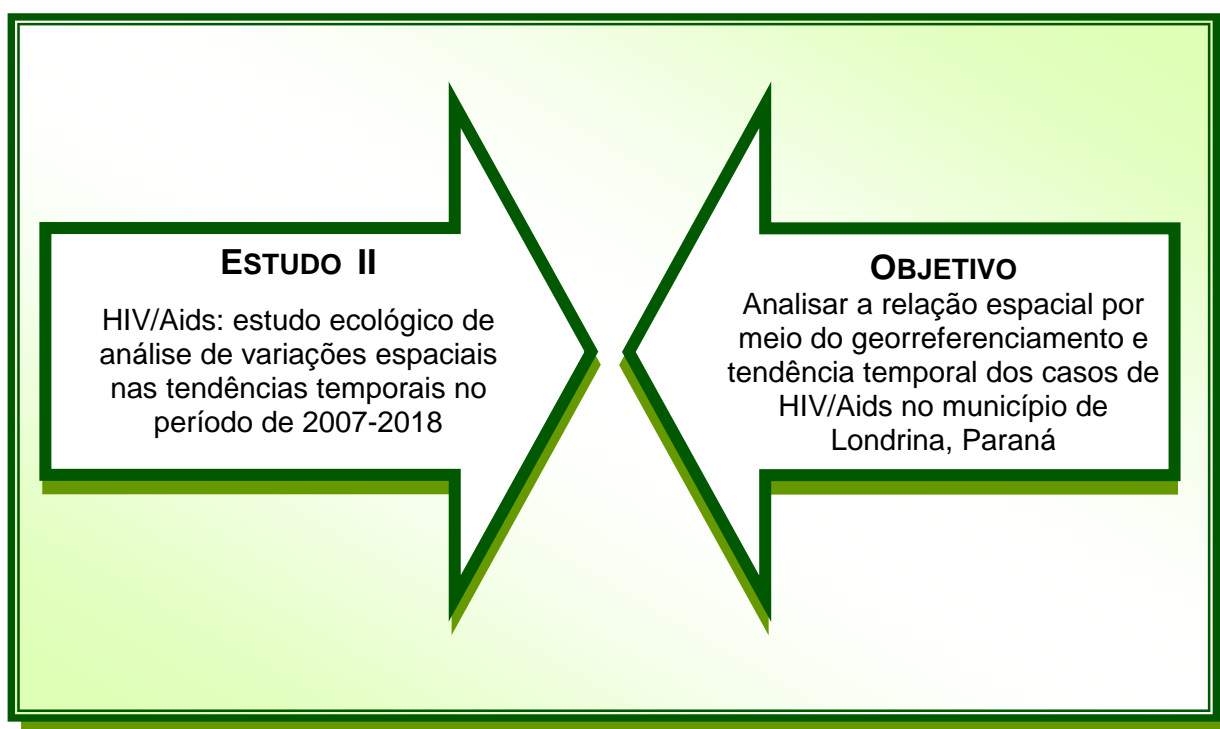 ESTUDO II
HIV/Aids: estudo ecológico de
análise de variações espaciais
nas tendências temporais no
período de 2007-2018
OBJETIVO
Analisar a relação espacial por
meio do georreferenciamento e
tendência temporal dos casos de
HIV/Aids no município de
Londrina, Paraná